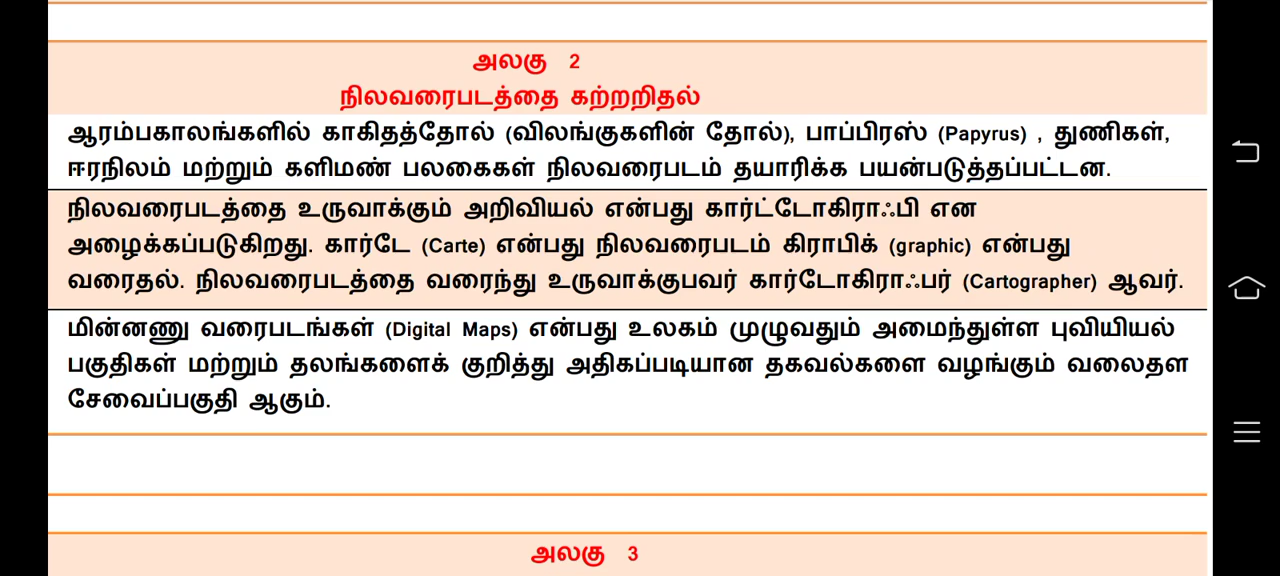 அலகு 2
நிலவரைபடத்தை கற்றறிதல்
ஆரம்பகாலங்களில் காகிதத்தோல் (விலங்குகளின் தோல்), பாப்பிரஸ் (Papyrus) , துணிகள்,
ஈரநிலம் மற்றும் களிமண் பலகைகள் நிலவரைபடம் தயாரிக்க பயன்படுத்தப்பட்டன.
நிலவரைபடத்தை உருவாக்கும் அறிவியல் என்பது கார்ட்டோகிராஃபி என
அழைக்கப்படுகிறது. கார்டே (Carte) என்பது நிலவரைபடம் கிராபிக் (graphic) என்பது
வரைதல். நிலவரைபடத்தை வரைந்து உருவாக்குபவர் கார்டோகிராஃபர் (Cartographer) ஆவர்.
மின்னணு வரைபடங்கள் (Digital Maps) என்பது உலகம் முழுவதும் அமைந்துள்ள புவியியல்
பகுதிகள் மற்றும் தலங்களைக் குறித்து அதிகப்படியான தகவல்களை வழங்கும் வலைதள
சேவைப்பகுதி ஆகும்.
அலகு 3